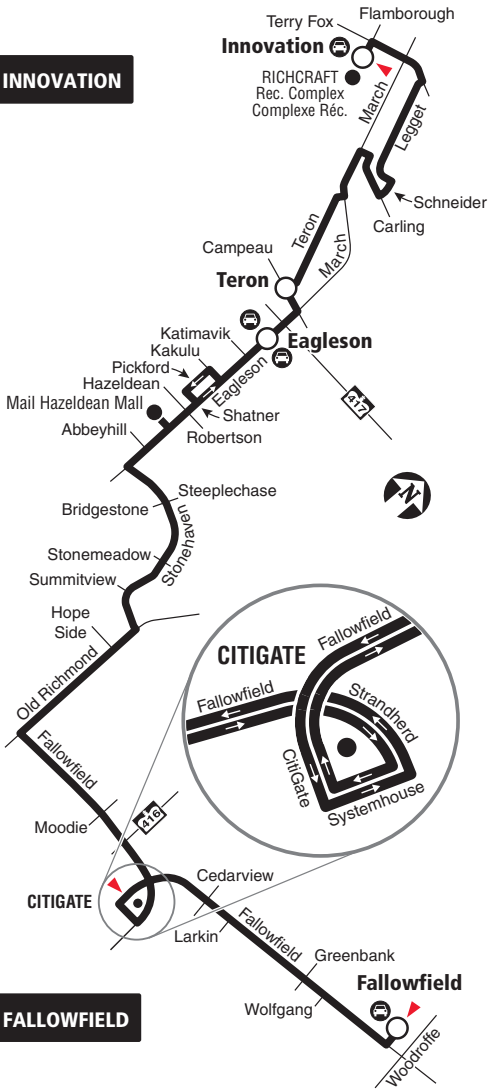 Flamborough
Terry Fox
Innovation
INNOVATION
RICHCRAFT
Rec. Complex
Complexe Réc.
March
Legget
Schneider
Carling
Teron
March
Campeau
Teron
Eagleson
Katimavik
Kakulu
Pickford
Eagleson
Hazeldean
Mail Hazeldean Mall
Shatner
Abbeyhill
Robertson
417
N
Steeplechase
Bridgestone
Stonehaven
Stonemeadow
Summitview
Hope
Side
Old Richmond
CITIGATE
Fallowfield
Fallowfield
Strandherd
CitiGate
Systemhouse
Fallowfield
Moodie
416
CITIGATE
Cedarview
Larkin
Fallowfield
Greenbank
Wolfgang
Fallowfield
FALLOWFIELD
Woodroffe